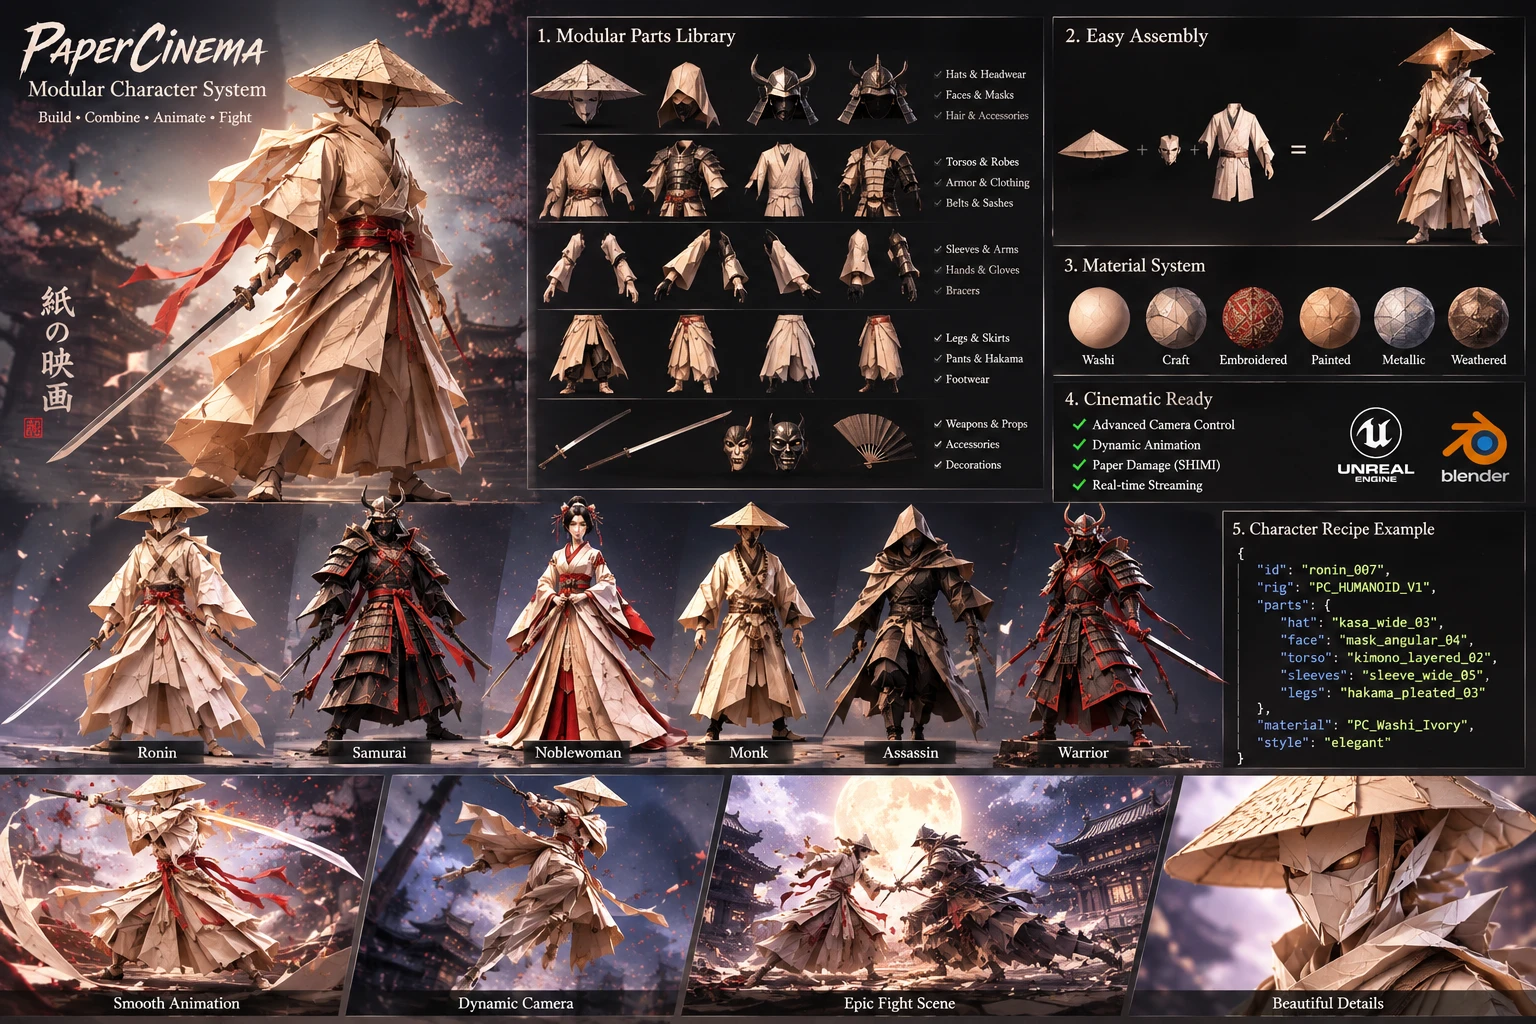 PaperCinema
Modular Character System
Build • Combine • Animate • Fight
紙の映画
1. Modular Parts Library
✓ Hats & Headwear
✓ Faces & Masks
✓ Hair & Accessories
✓ Torsos & Robes
✓ Armor & Clothing
✓ Belts & Sashes
✓ Sleeves & Arms
✓ Hands & Gloves
✓ Bracers
✓ Legs & Skirts
✓ Pants & Hakama
✓ Footwear
✓ Weapons & Props
✓ Accessories
✓ Decorations
2. Easy Assembly
+ + =
3. Material System
Washi Craft Embroidered Painted Metallic Weathered
4. Cinematic Ready
✓ Advanced Camera Control
✓ Dynamic Animation
✓ Paper Damage (SHIMI)
✓ Real-time Streaming
UNREAL
ENGINE
blender
Ronin
Samurai
Noblewoman
Monk
Assassin
Warrior
5. Character Recipe Example
{
"id": "ronin_007",
"rig": "PC_HUMANOID_V1",
"parts": {
"hat": "kasa_wide_03",
"face": "mask_angular_04",
"torso": "kimono_layered_02",
"sleeves": "sleeve_wide_05",
"legs": "hakama_pleated_03"
},
"material": "PC_Washi_Ivory",
"style": "elegant"
}
Smooth Animation
Dynamic Camera
Epic Fight Scene
Beautiful Details